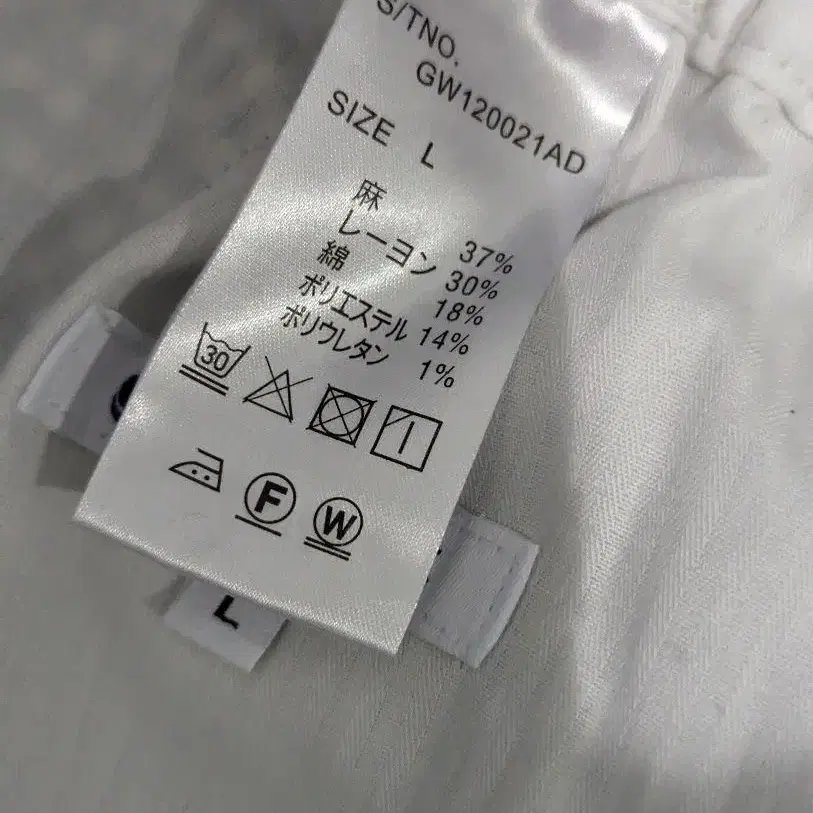 S/TNO.
GW120021AD
SIZE L
麻 37%
レーヨン 30%
綿 18%
ポリエステル 14%
ポリウレタン 1%
30
F W
L